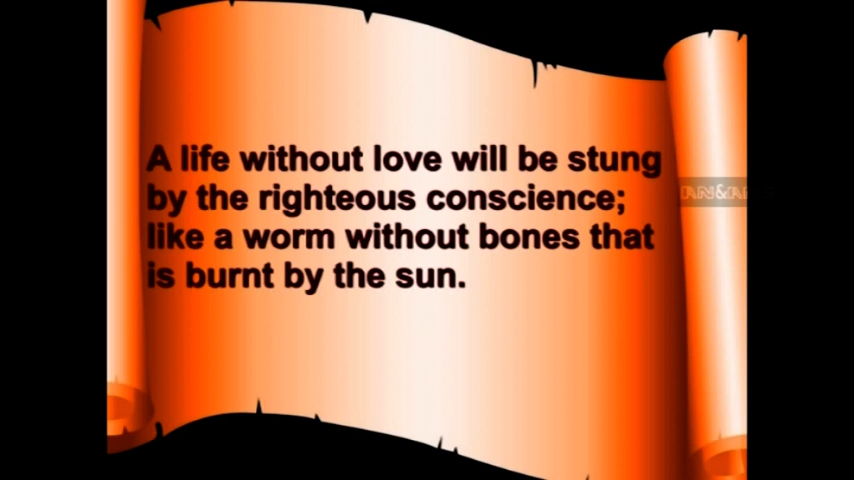 A life without love will be stung
by the righteous conscience;
like a worm without bones that
is burnt by the sun.